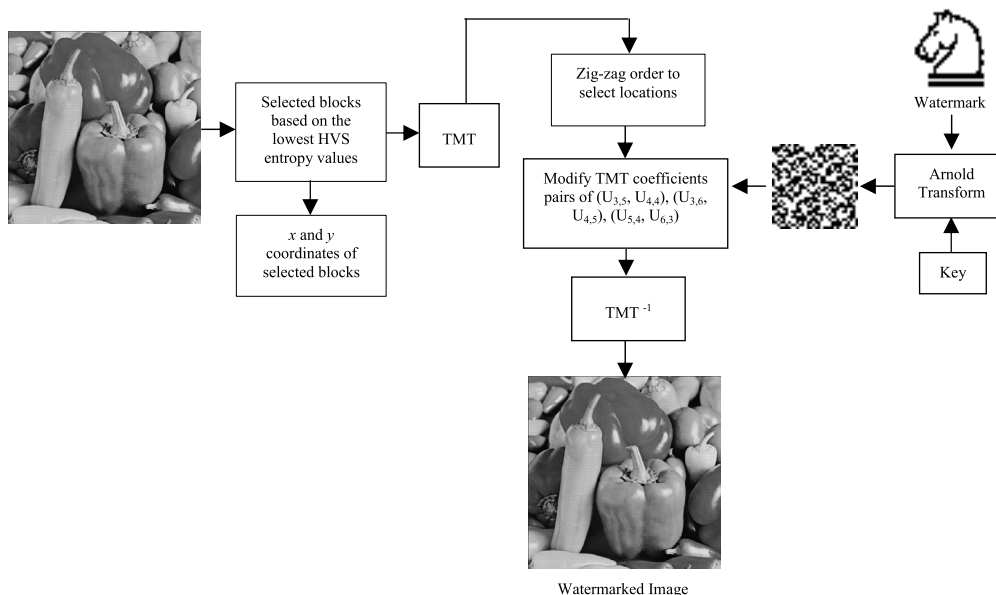 Selected blocks
based on the
lowest HVS
entropy values
x and y
coordinates of
selected blocks
TMT
Zig-zag order to
select locations
Modify TMT coefficients
pairs of (U3,5, U4,4), (U3,6,
U4,5), (U5,4, U6,3)
TMT -1
Watermarked Image
Watermark
Arnold
Transform
Key